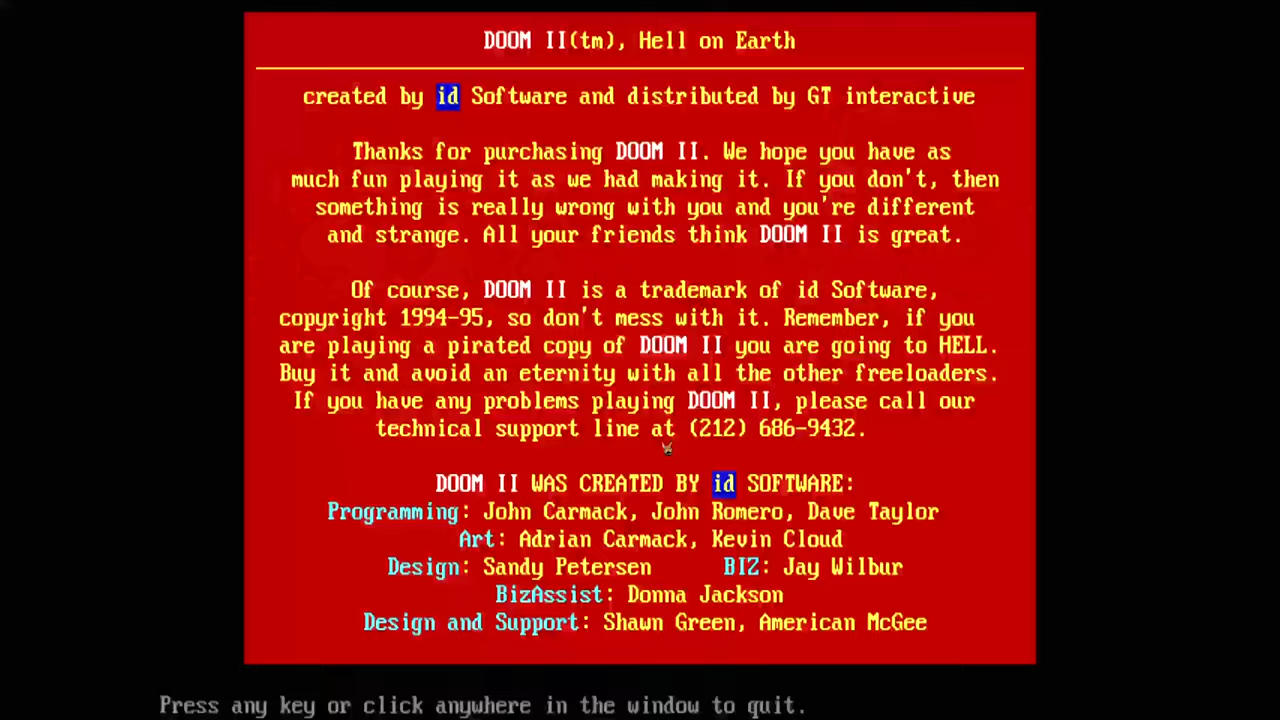 DOOM II(tm), Hell on Earth
created by id Software and distributed by GT interactive
Thanks for purchasing DOOM II. We hope you have as
much fun playing it as we had making it. If you don't, then
something is really wrong with you and you're different
and strange. All your friends think DOOM II is great.
Of course, DOOM II is a trademark of id Software,
copyright 1994-95, so don't mess with it. Remember, if you
are playing a pirated copy of DOOM II you are going to HELL.
Buy it and avoid an eternity with all the other freeloaders.
If you have any problems playing DOOM II, please call our
technical support line at (212) 686-9432.
DOOM II WAS CREATED BY id SOFTWARE:
Programming: John Carmack, John Romero, Dave Taylor
Art: Adrian Carmack, Kevin Cloud
Design: Sandy Petersen BIZ: Jay Wilbur
BizAssist: Donna Jackson
Design and Support: Shawn Green, American McGee
Press any key or click anywhere in the window to quit.